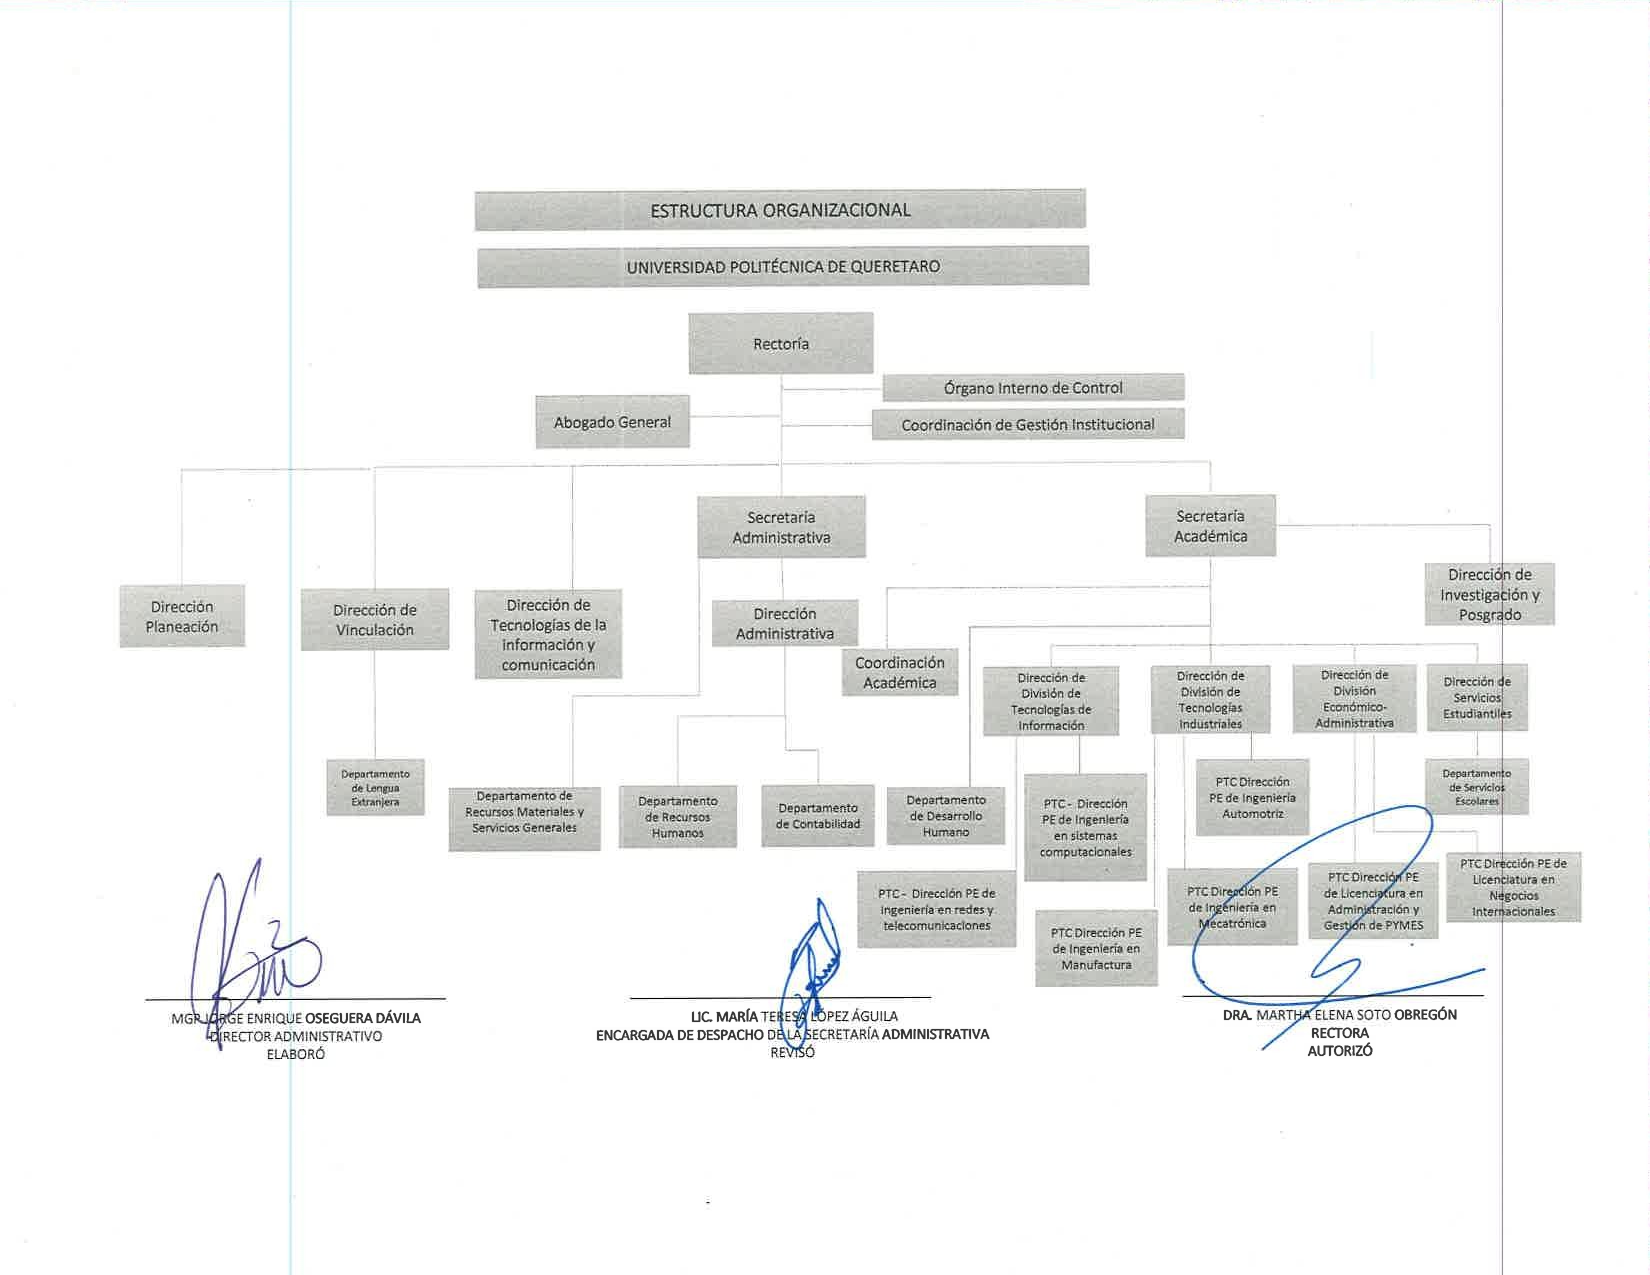 ESTRUCTURA ORGANIZACIONAL
UNIVERSIDAD POLITÉCNICA DE QUERETARO
Rectoría
Órgano Interno de Control
Abogado General
Coordinación de Gestión Institucional
Secretaría
Administrativa
Secretaría
Académica
Dirección
Planeación
Dirección de
Vinculación
Dirección de
Tecnologías de la
información y
comunicación
Dirección
Administrativa
Dirección de
Investigación y
Posgrado
Coordinación
Académica
Dirección de
División de
Tecnologías de
Información
Dirección de
División de
Tecnologías
Industriales
Dirección de
División
Económico-
Administrativa
Dirección de
Servicios
Estudiantiles
Departamento
de Lengua
Extranjera
Departamento de
Recursos Materiales y
Servicios Generales
Departamento
de Recursos
Humanos
Departamento
de Contabilidad
Departamento
de Desarrollo
Humano
PTC - Dirección
PE de Ingeniería
en sistemas
computacionales
PTC Dirección
PE de Ingeniería
Automotriz
Departamento
de Servicios
Escolares
PTC - Dirección PE de
Ingeniería en redes y
telecomunicaciones
PTC Dirección PE
de Ingeniería en
Manufactura
PTC Dirección PE
de Ingeniería en
Mecatrónica
PTC Dirección PE
de Licenciatura en
Administración y
Gestión de PYMES
PTC Dirección PE de
Licenciatura en
Negocios
Internacionales
MGP JORGE ENRIQUE OSEGUERA DÁVILA
DIRECTOR ADMINISTRATIVO
ELABORÓ
LIC. MARÍA TERESA LÓPEZ ÁGUILA
ENCARGADA DE DESPACHO DE LA SECRETARÍA ADMINISTRATIVA
REVISÓ
DRA. MARTHA ELENA SOTO OBREGÓN
RECTORA
AUTORIZÓ